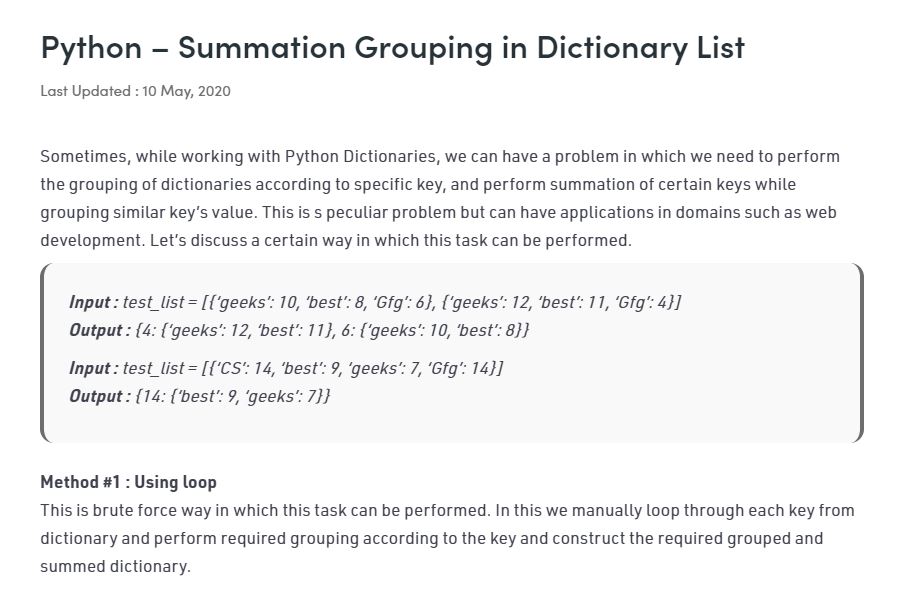 Python – Summation Grouping in Dictionary List
Last Updated : 10 May, 2020
Sometimes, while working with Python Dictionaries, we can have a problem in which we need to perform
the grouping of dictionaries according to specific key, and perform summation of certain keys while
grouping similar key’s value. This is s peculiar problem but can have applications in domains such as web
development. Let’s discuss a certain way in which this task can be performed.
Input : test_list = [{‘geeks’: 10, ‘best’: 8, ‘Gfg’: 6}, {‘geeks’: 12, ‘best’: 11, ‘Gfg’: 4}]
Output : {4: {‘geeks’: 12, ‘best’: 11}, 6: {‘geeks’: 10, ‘best’: 8}}
Input : test_list = [{‘CS’: 14, ‘best’: 9, ‘geeks’: 7, ‘Gfg’: 14}]
Output : {14: {‘best’: 9, ‘geeks’: 7}}
Method #1 : Using loop
This is brute force way in which this task can be performed. In this we manually loop through each key from
dictionary and perform required grouping according to the key and construct the required grouped and
summed dictionary.